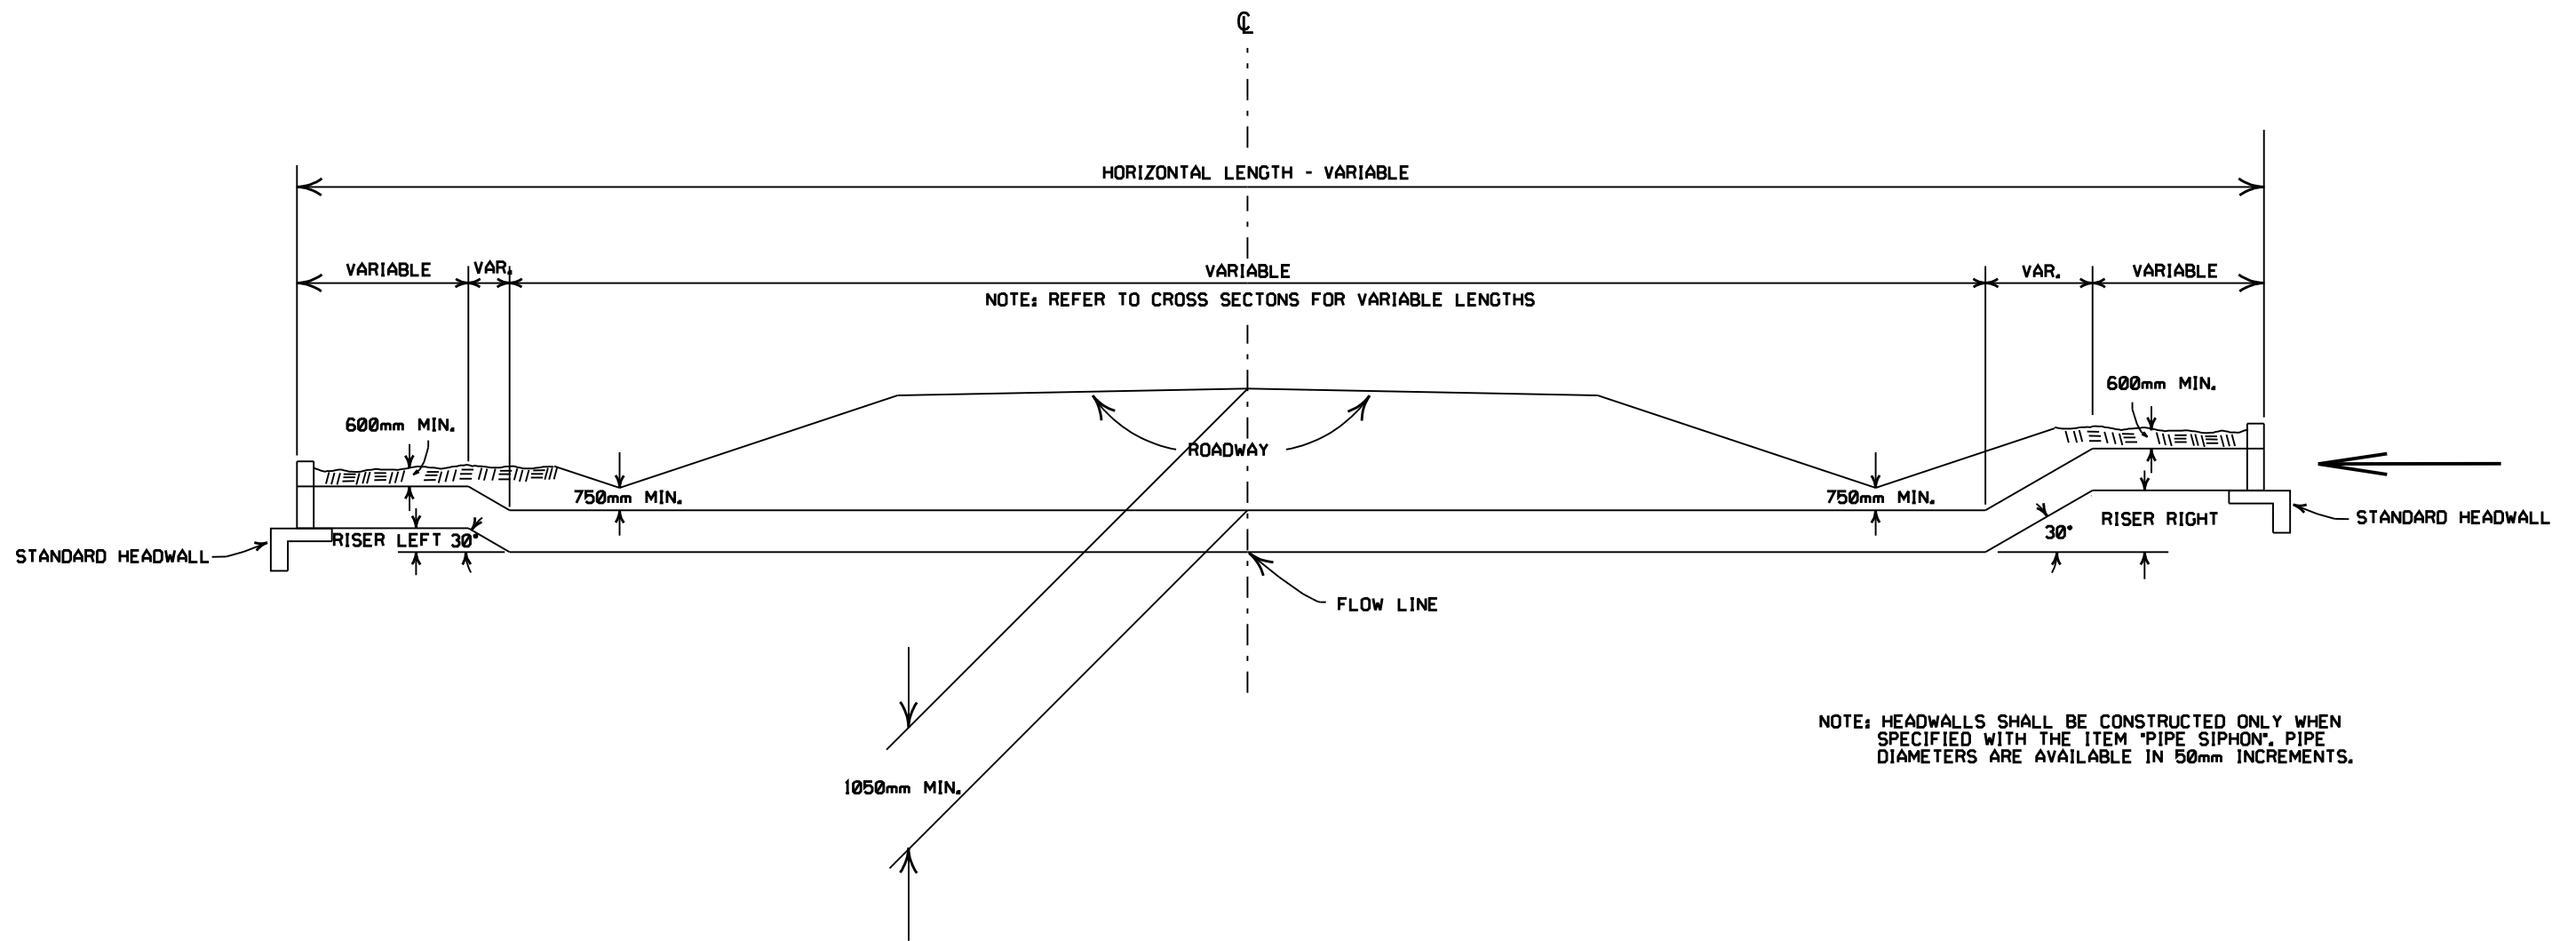 ℄
HORIZONTAL LENGTH - VARIABLE
VARIABLE
VAR.
VARIABLE
VAR.
VARIABLE
NOTE: REFER TO CROSS SECTONS FOR VARIABLE LENGTHS
600mm MIN.
600mm MIN.
ROADWAY
750mm MIN.
750mm MIN.
STANDARD HEADWALL
RISER LEFT 30°
30°
RISER RIGHT
STANDARD HEADWALL
FLOW LINE
1050mm MIN.
NOTE: HEADWALLS SHALL BE CONSTRUCTED ONLY WHEN
SPECIFIED WITH THE ITEM "PIPE SIPHON". PIPE
DIAMETERS ARE AVAILABLE IN 50mm INCREMENTS.